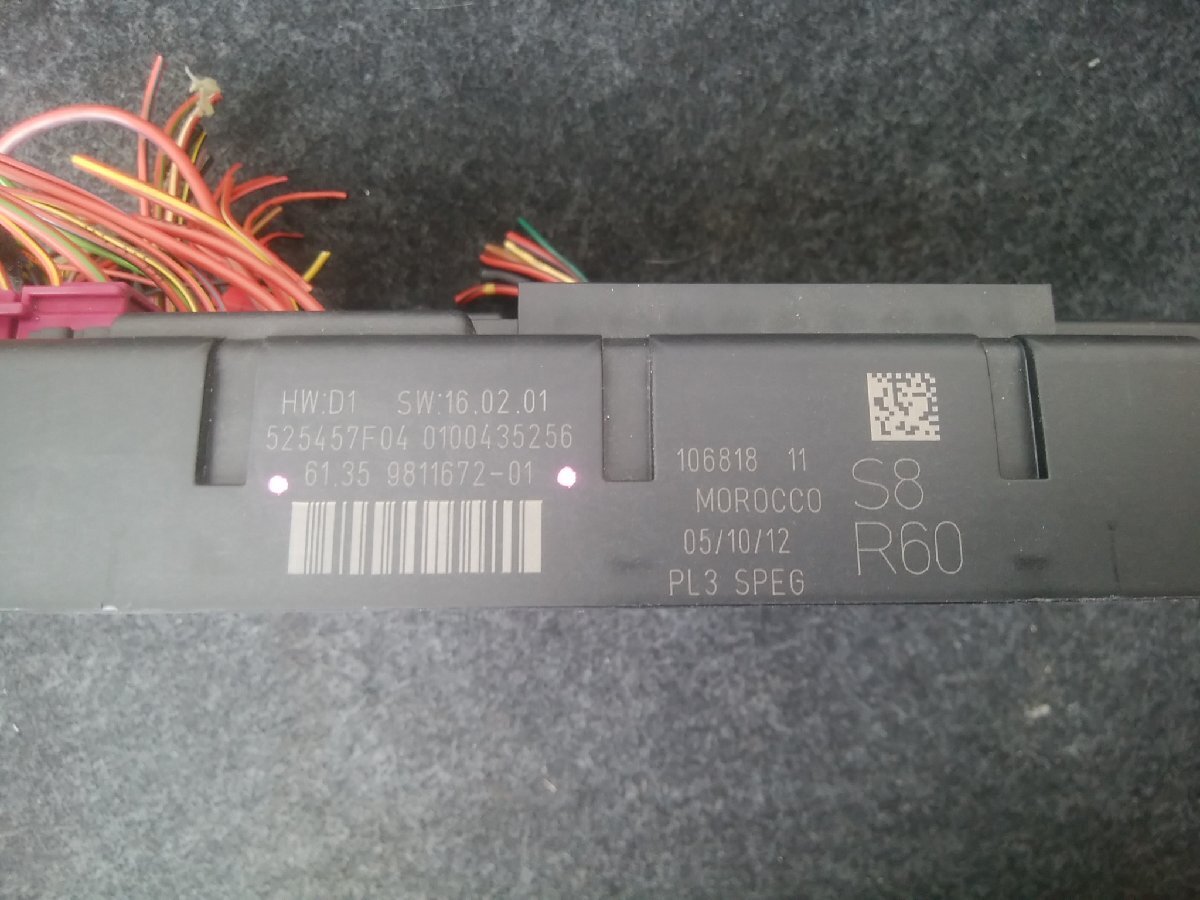 HW:D1 SW:16.02.01
525457F04 0100435256
61.35 9811672-01
106818 11
MOROCCO
05/10/12
PL3 SPEG
S8
R60